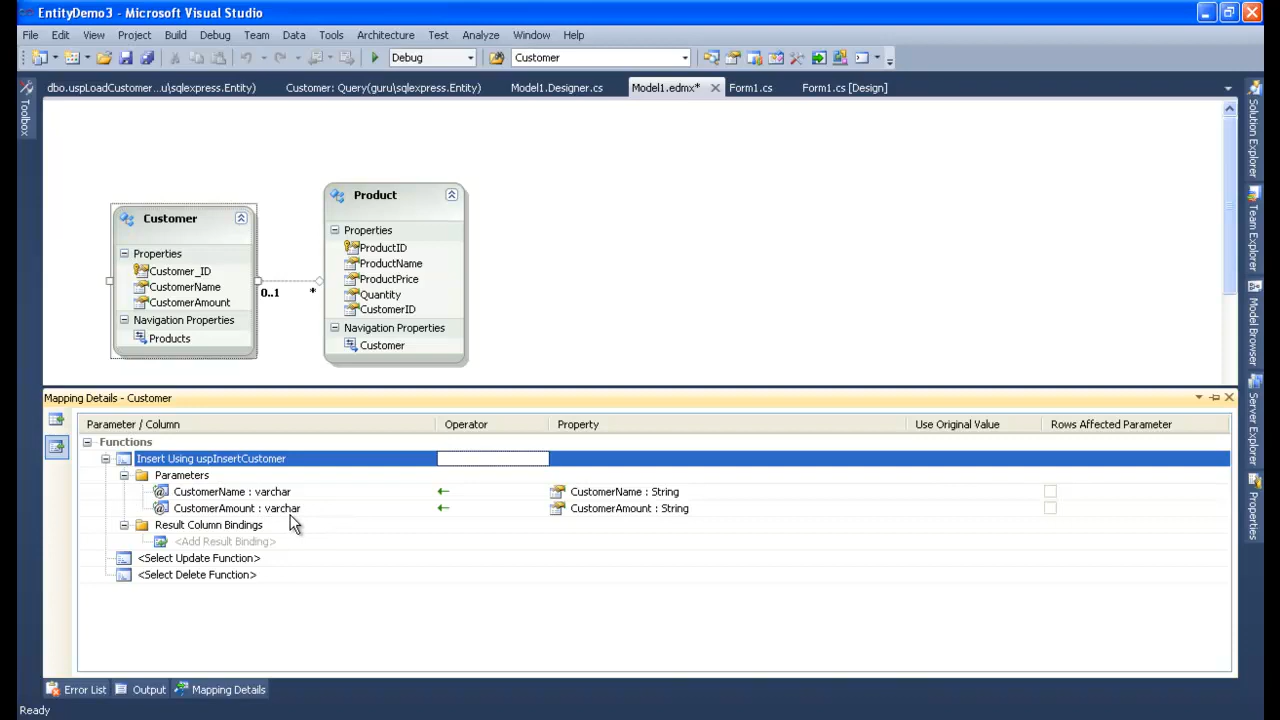 EntityDemo3 - Microsoft Visual Studio
File Edit View Project Build Debug Team Data Tools Architecture Test Analyze Window Help
Debug Customer
dbo.uspLoadCustomer...u\sqlexpress.Entity) Customer: Query(guru\sqlexpress.Entity) Model1.Designer.cs Model1.edmx* Form1.cs Form1.cs [Design]
Toolbox
Customer
Properties
Customer_ID
CustomerName
CustomerAmount
Navigation Properties
Products
0..1 *
Product
Properties
ProductID
ProductName
ProductPrice
Quantity
CustomerID
Navigation Properties
Customer
Solution Explorer
Team Explorer
Model Browser
Server Explorer
Properties
Mapping Details - Customer
Parameter / Column Operator Property Use Original Value Rows Affected Parameter
Functions
Insert Using uspInsertCustomer
Parameters
CustomerName : varchar CustomerName : String
CustomerAmount : varchar CustomerAmount : String
Result Column Bindings
<Add Result Binding>
<Select Update Function>
<Select Delete Function>
Error List Output Mapping Details
Ready